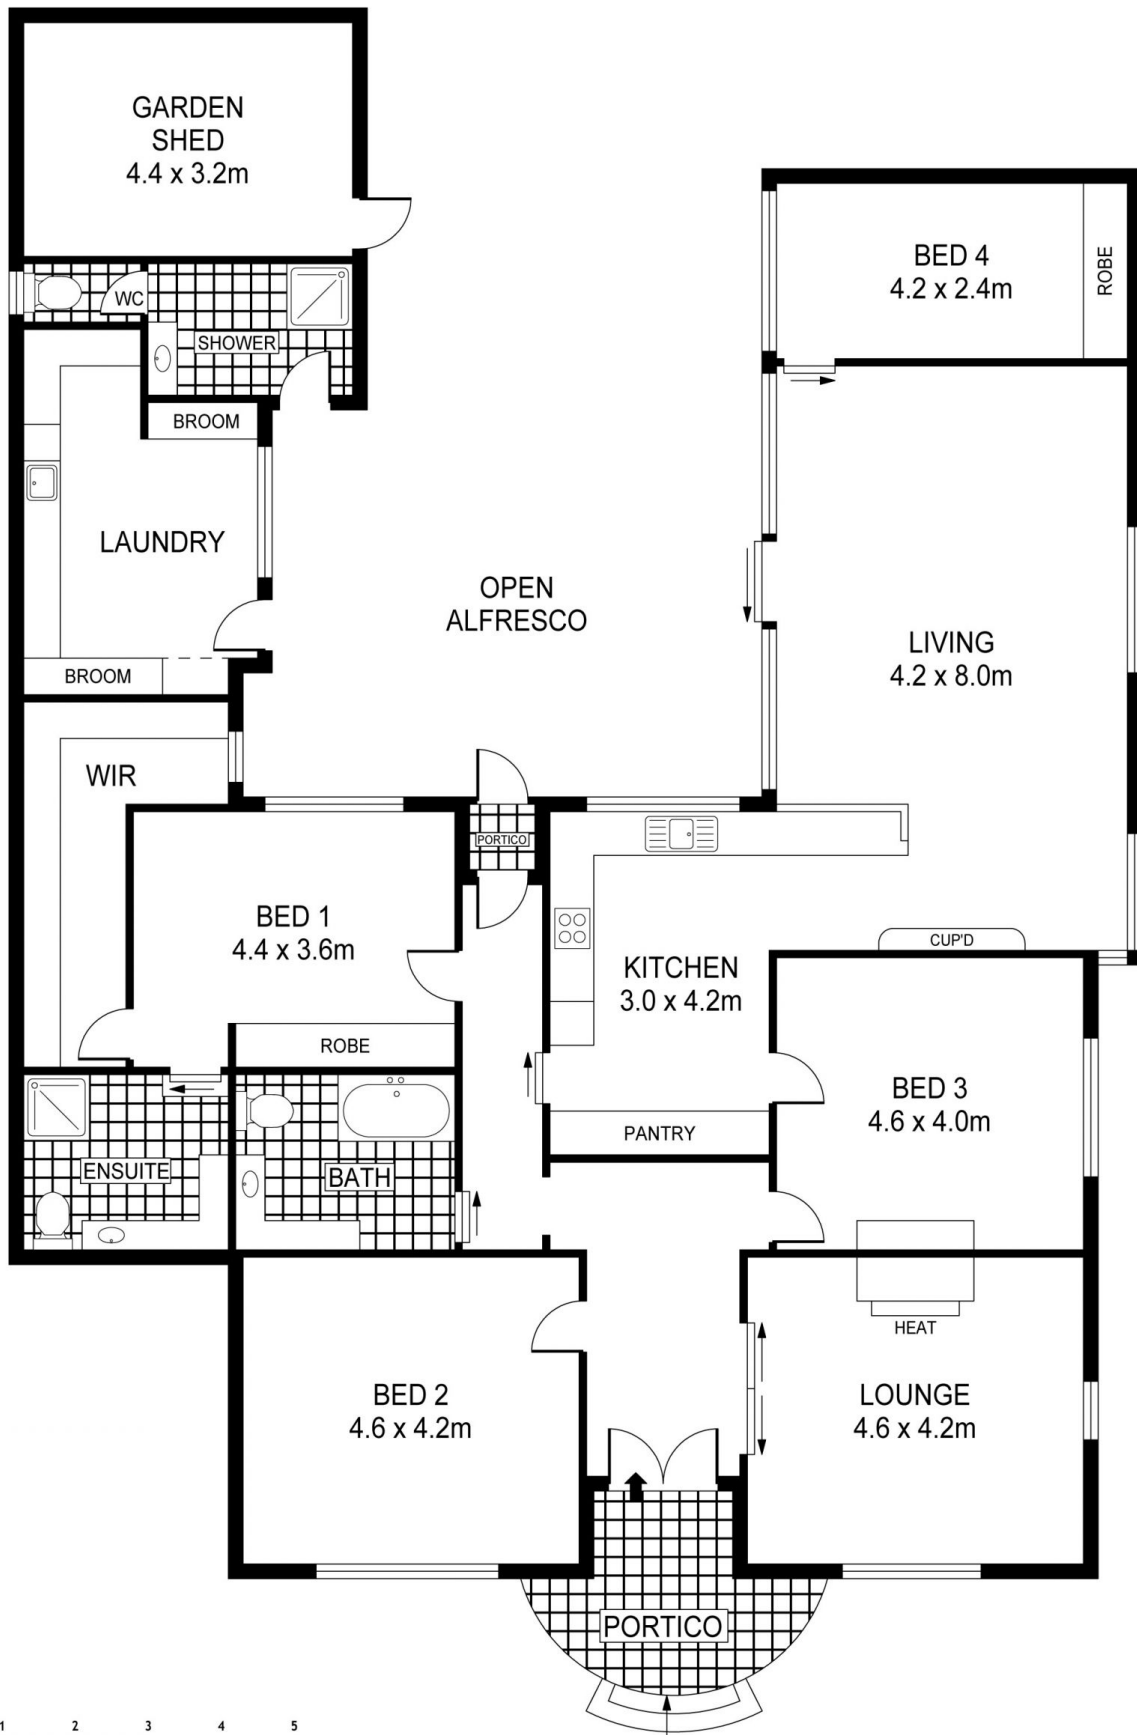 GARDEN
SHED
4.4 x 3.2m
BED 4
4.2 x 2.4m
ROBE
WC
SHOWER
BROOM
LAUNDRY
OPEN
ALFRESCO
LIVING
4.2 x 8.0m
BROOM
WIR
PORTICO
BED 1
4.4 x 3.6m
CUP'D
KITCHEN
3.0 x 4.2m
ROBE
BED 3
4.6 x 4.0m
PANTRY
ENSUITE
BATH
HEAT
BED 2
4.6 x 4.2m
LOUNGE
4.6 x 4.2m
PORTICO
1 2 3 4 5